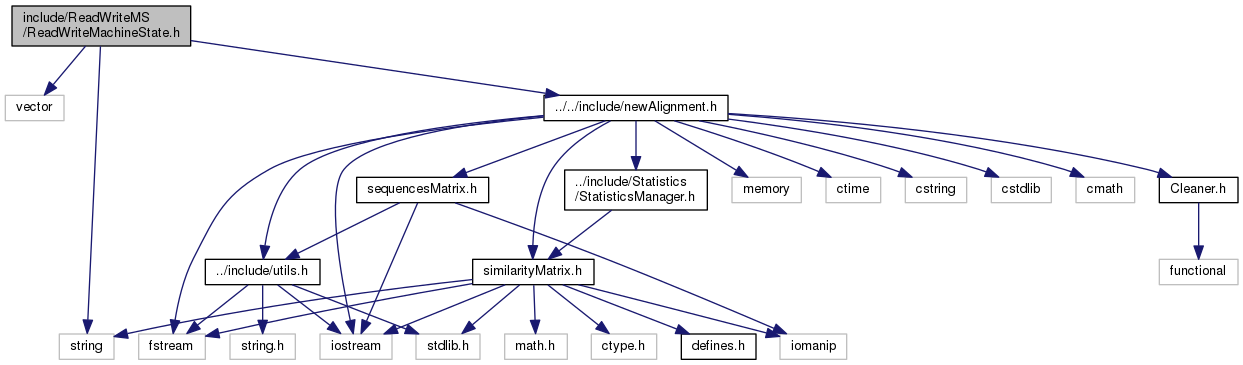 include/ReadWriteMS
/ReadWriteMachineState.h
vector
../../include/newAlignment.h
sequencesMatrix.h
../include/Statistics
/StatisticsManager.h
memory
ctime
cstring
cstdlib
cmath
Cleaner.h
../include/utils.h
similarityMatrix.h
functional
string
fstream
string.h
iostream
stdlib.h
math.h
ctype.h
defines.h
iomanip